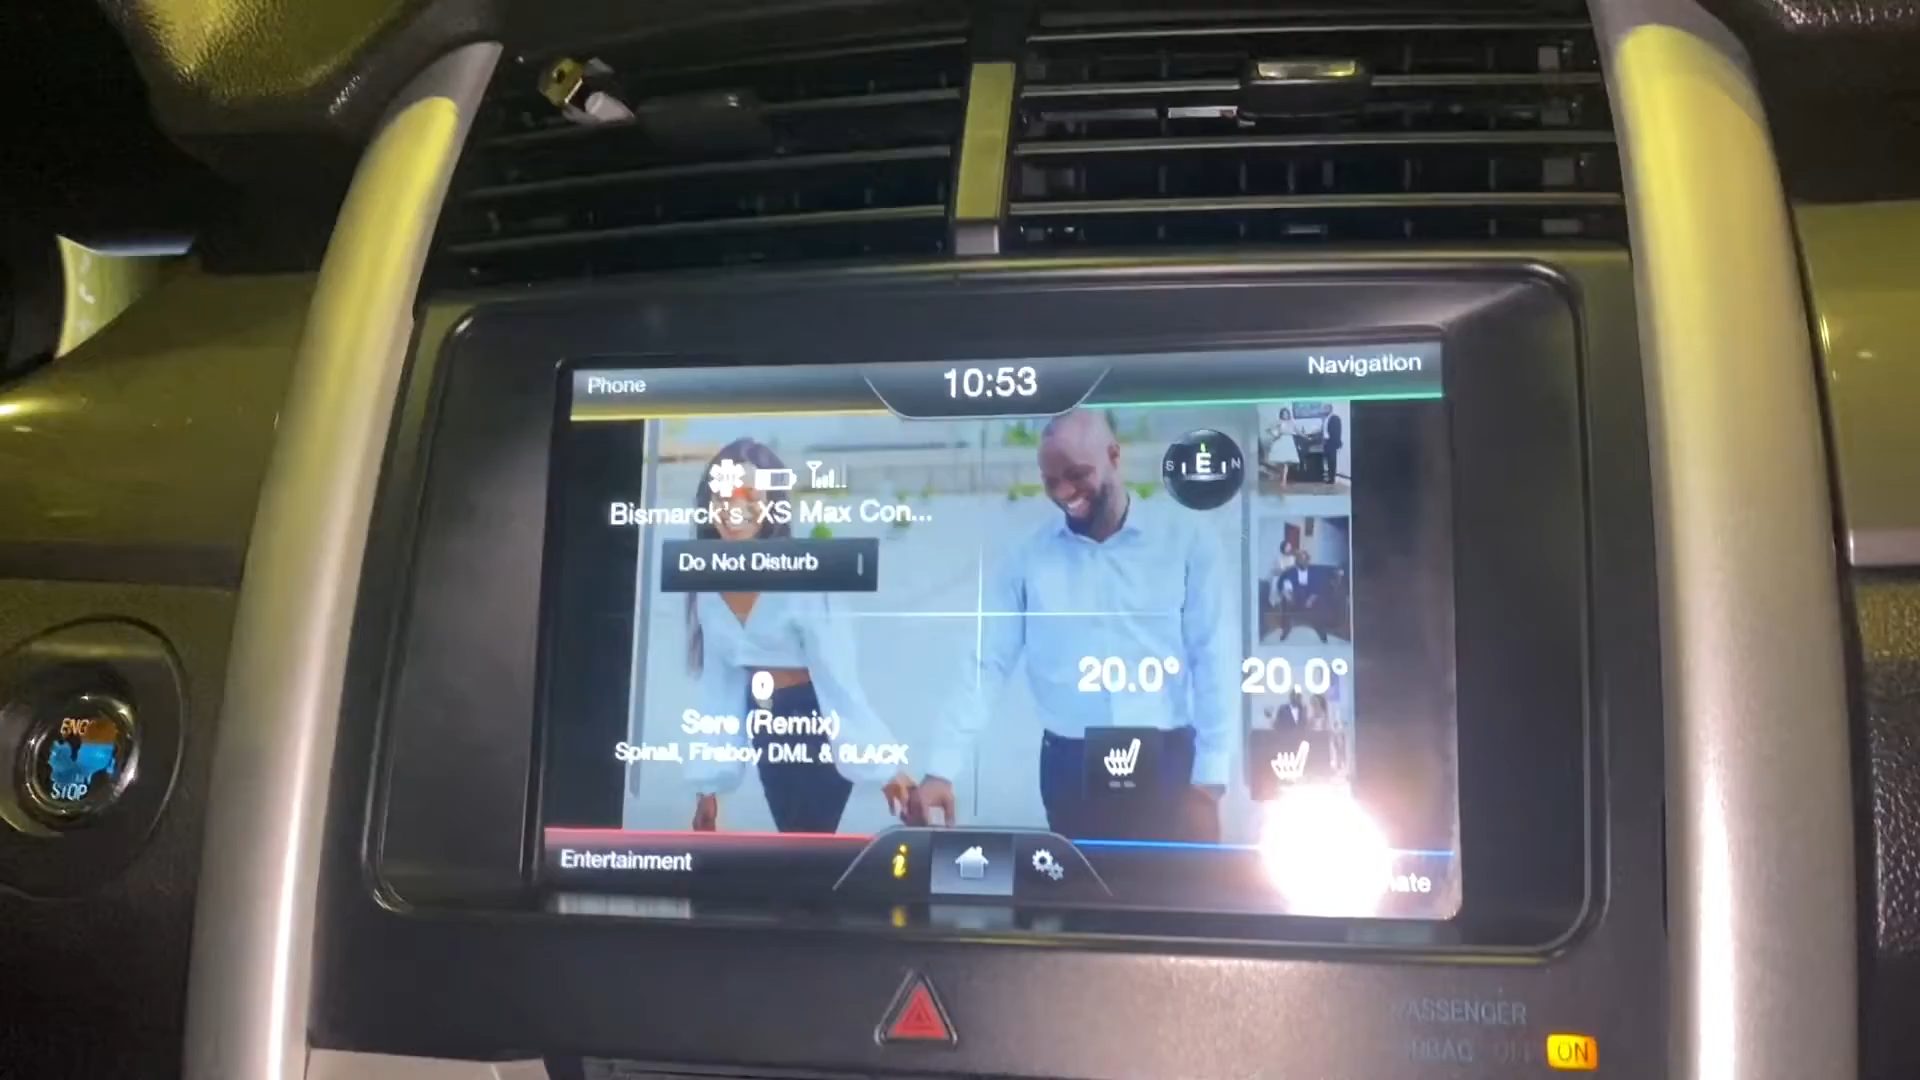 Phone
10:53
Navigation
S E N
Bismarck's XS Max Con...
Do Not Disturb
20.0° 20.0°
Sere (Remix)
Spinall, Fireboy DML & 6LACK
Entertainment
i
ENG
STOP
PASSENGER
ON